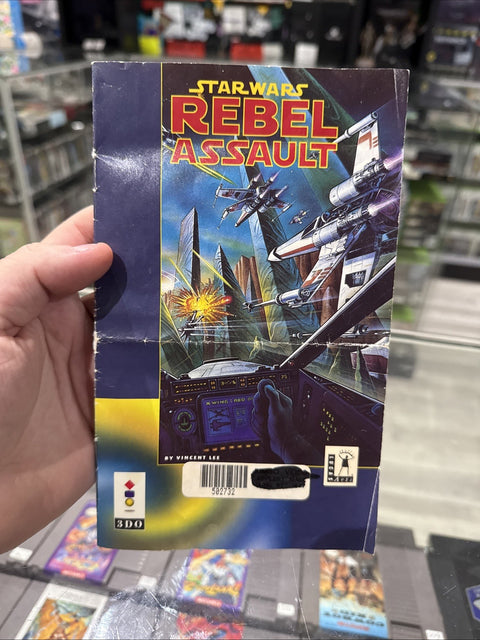 STAR WARS
REBEL
ASSAULT
BY VINCENT LEE
502732
3DO